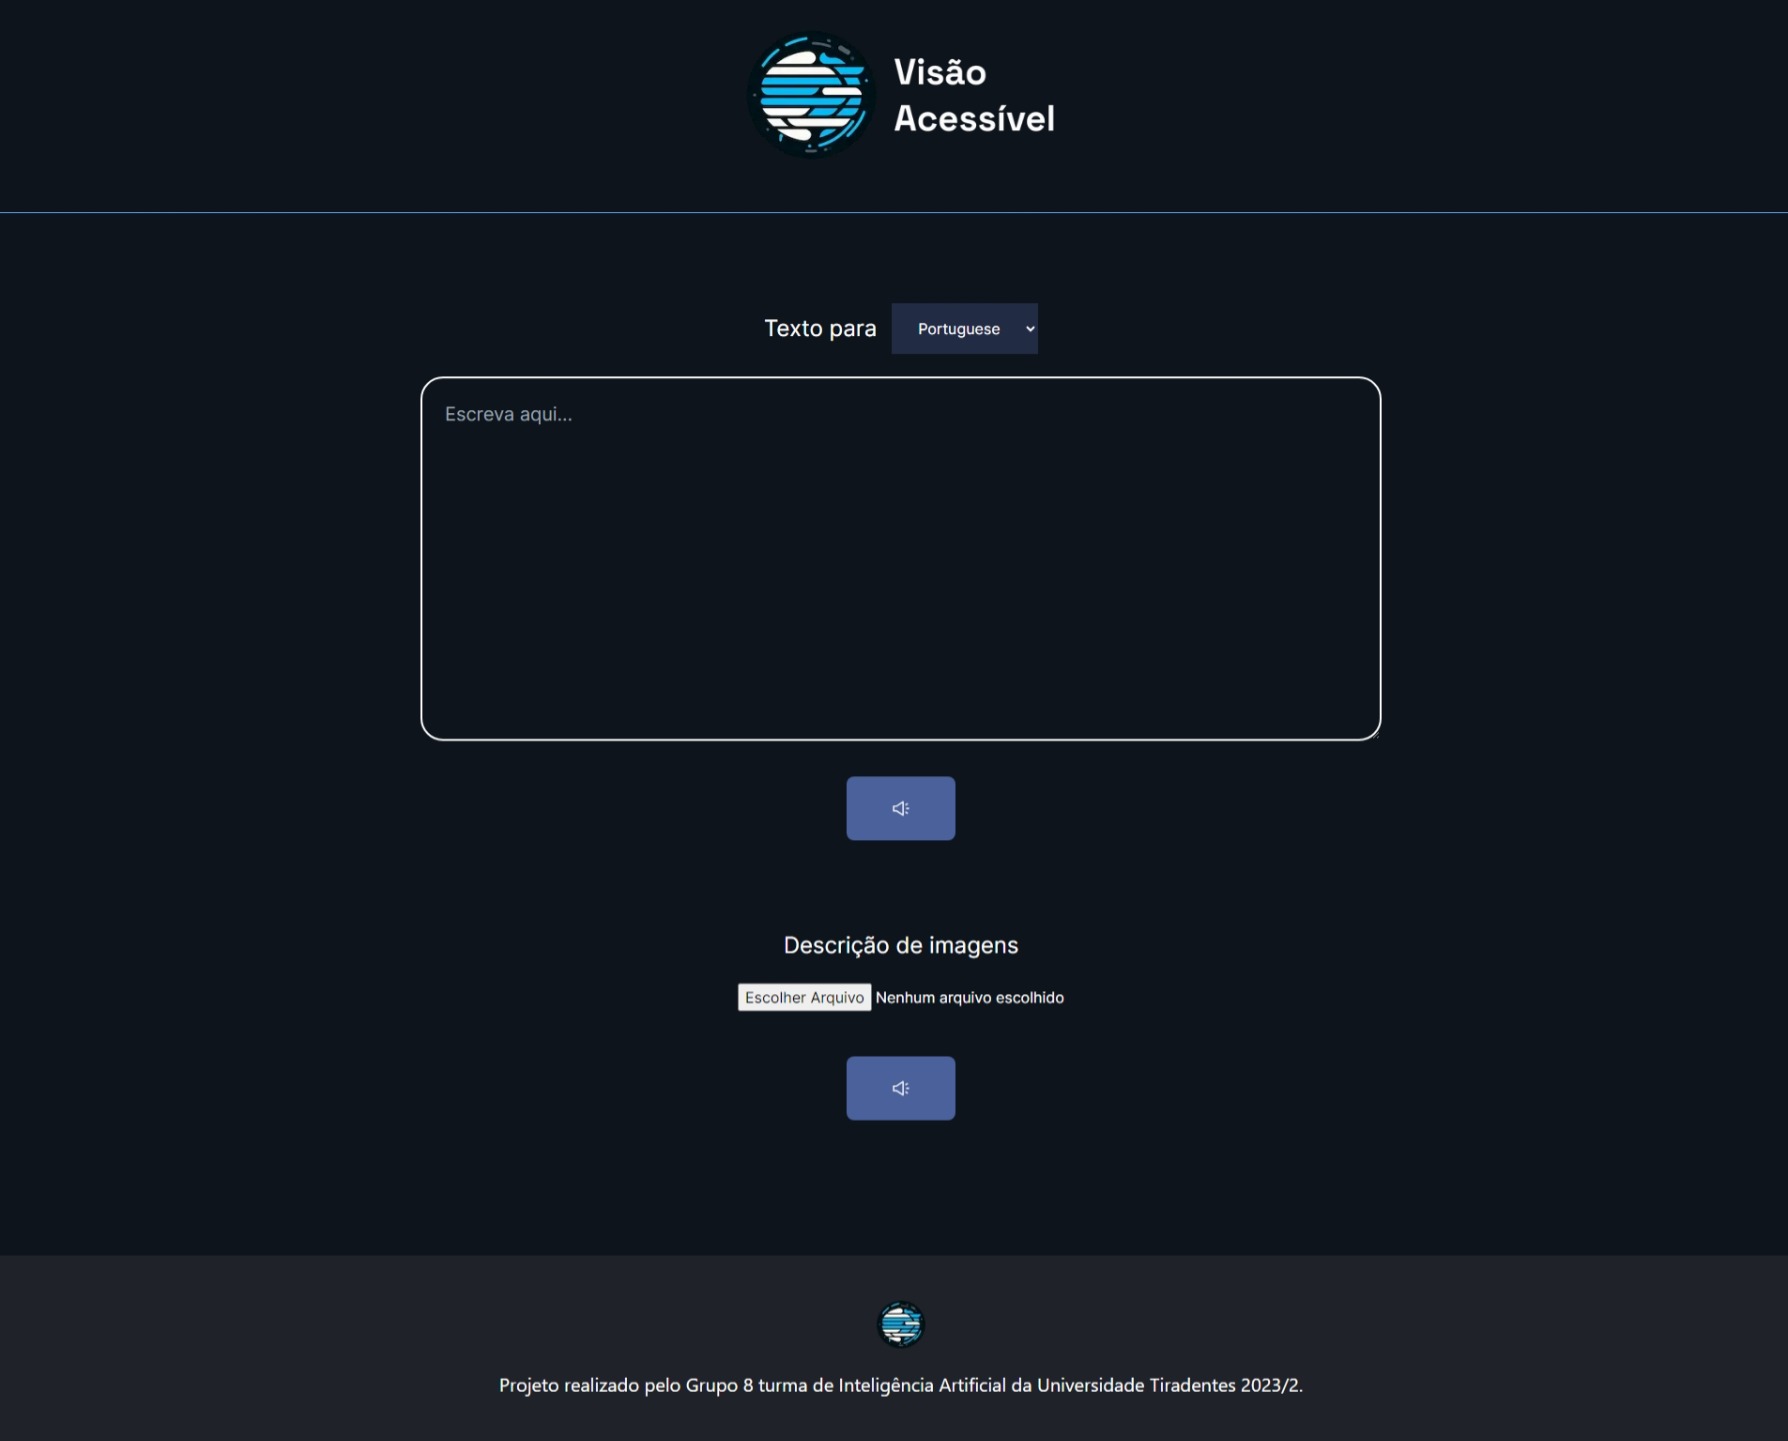 Visão
Acessível
Texto para Portuguese
Escreva aqui...
Descrição de imagens
Escolher Arquivo Nenhum arquivo escolhido
Projeto realizado pelo Grupo 8 turma de Inteligência Artificial da Universidade Tiradentes 2023/2.